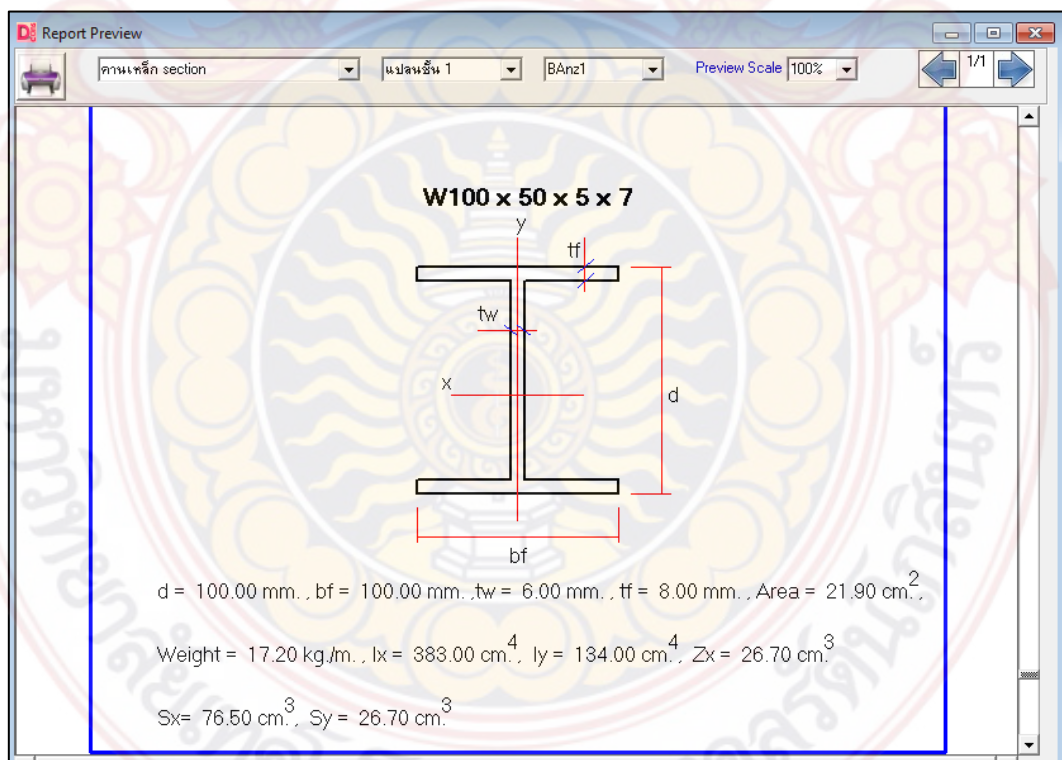 Report Preview
คานเหล็ก section แปลนชั้น 1 BAnz1 Preview Scale 100% 1/1
W100 x 50 x 5 x 7
y
tf
tw
x
d
bf
d = 100.00 mm. , bf = 100.00 mm. ,tw = 6.00 mm. , tf = 8.00 mm. , Area = 21.90 cm.², 
Weight = 17.20 kg./m. , Ix = 383.00 cm.⁴, Iy = 134.00 cm.⁴, Zx = 26.70 cm.³
Sx= 76.50 cm.³, Sy = 26.70 cm.³